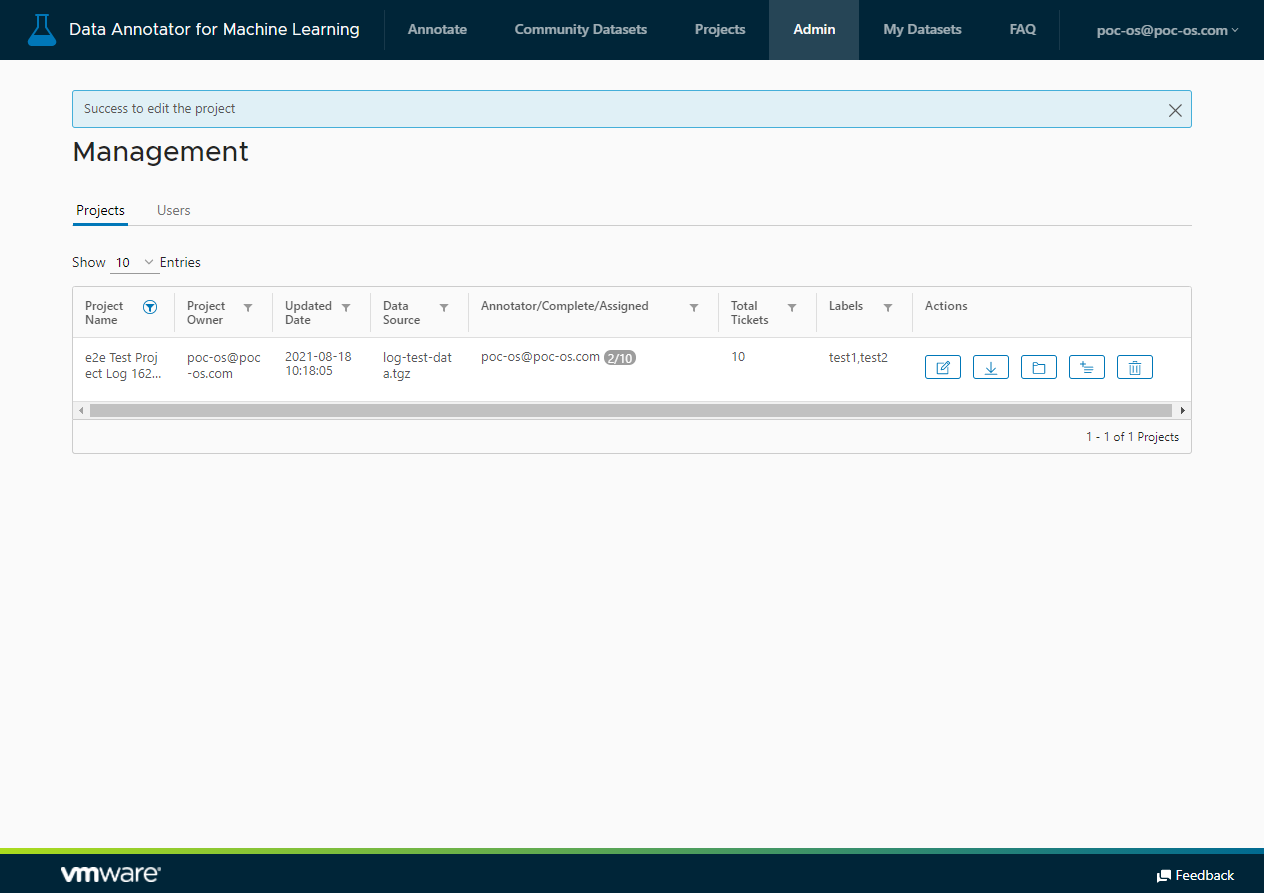 Data Annotator for Machine Learning
Annotate
Community Datasets
Projects
Admin
My Datasets
FAQ
poc-os@poc-os.com
Success to edit the project
Management
Projects
Users
Show 10 Entries
Project Name
Project Owner
Updated Date
Data Source
Annotator/Complete/Assigned
Total Tickets
Labels
Actions
e2e Test Proj
ect Log 162...
poc-os@poc
-os.com
2021-08-18
10:18:05
log-test-dat
a.tgz
poc-os@poc-os.com 2/10
10
test1,test2
1 - 1 of 1 Projects
vmware
Feedback